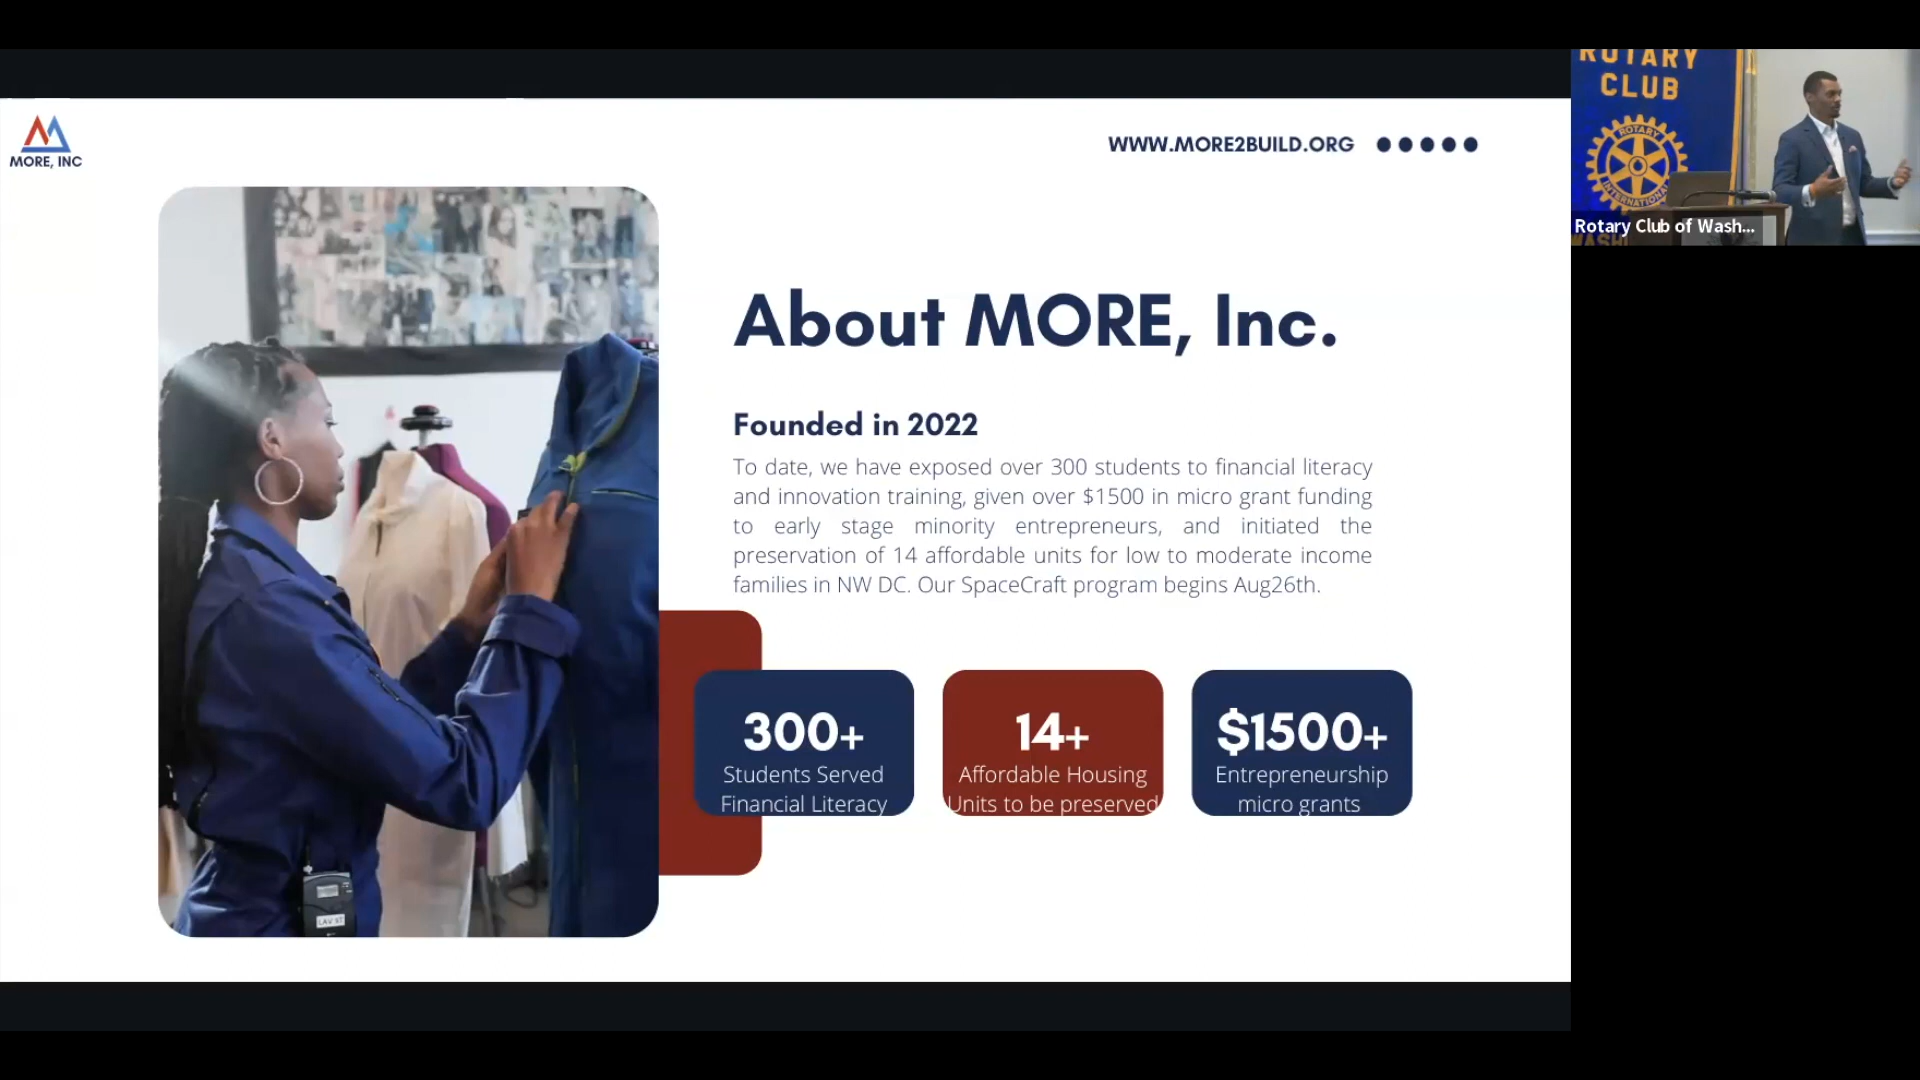 MORE, INC
WWW.MORE2BUILD.ORG
About MORE, Inc.
Founded in 2022
To date, we have exposed over 300 students to financial literacy
and innovation training, given over $1500 in micro grant funding
to early stage minority entrepreneurs, and initiated the
preservation of 14 affordable units for low to moderate income
families in NW DC. Our SpaceCraft program begins Aug26th.
300+
Students Served
Financial Literacy
14+
Affordable Housing
Units to be preserved
$1500+
Entrepreneurship
micro grants
ROTARY
CLUB
ROTARY
INTERNATIONAL
WASHI
Rotary Club of Wash...